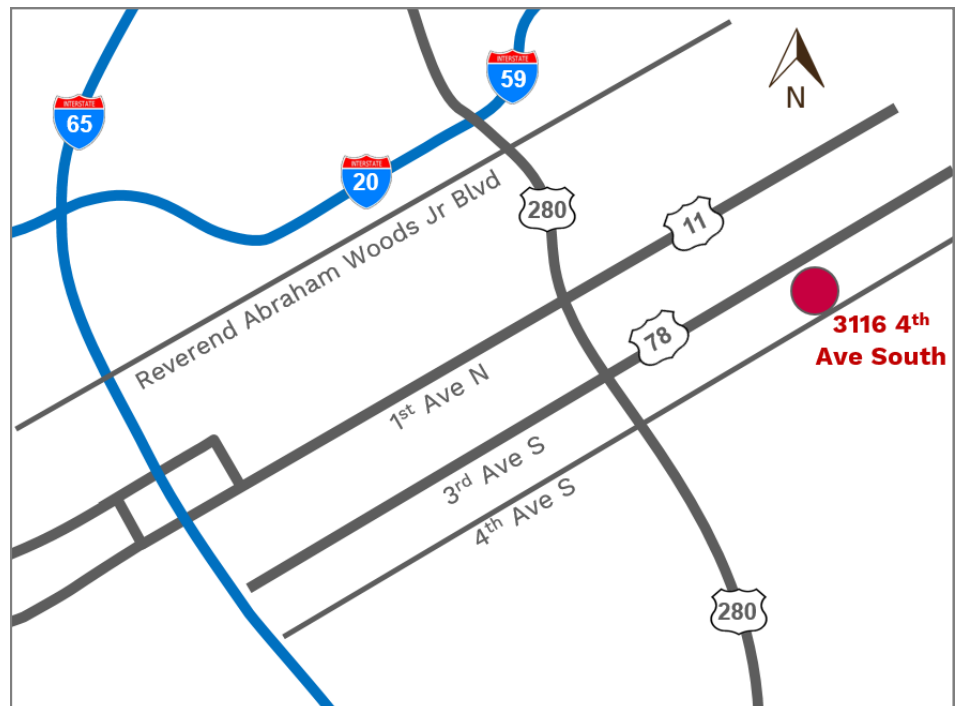 INTERSTATE
59
INTERSTATE
65
N
INTERSTATE
20
280
11
Reverend Abraham Woods Jr Blvd
78
3116 4th
Ave South
1st Ave N
3rd Ave S
4th Ave S
280